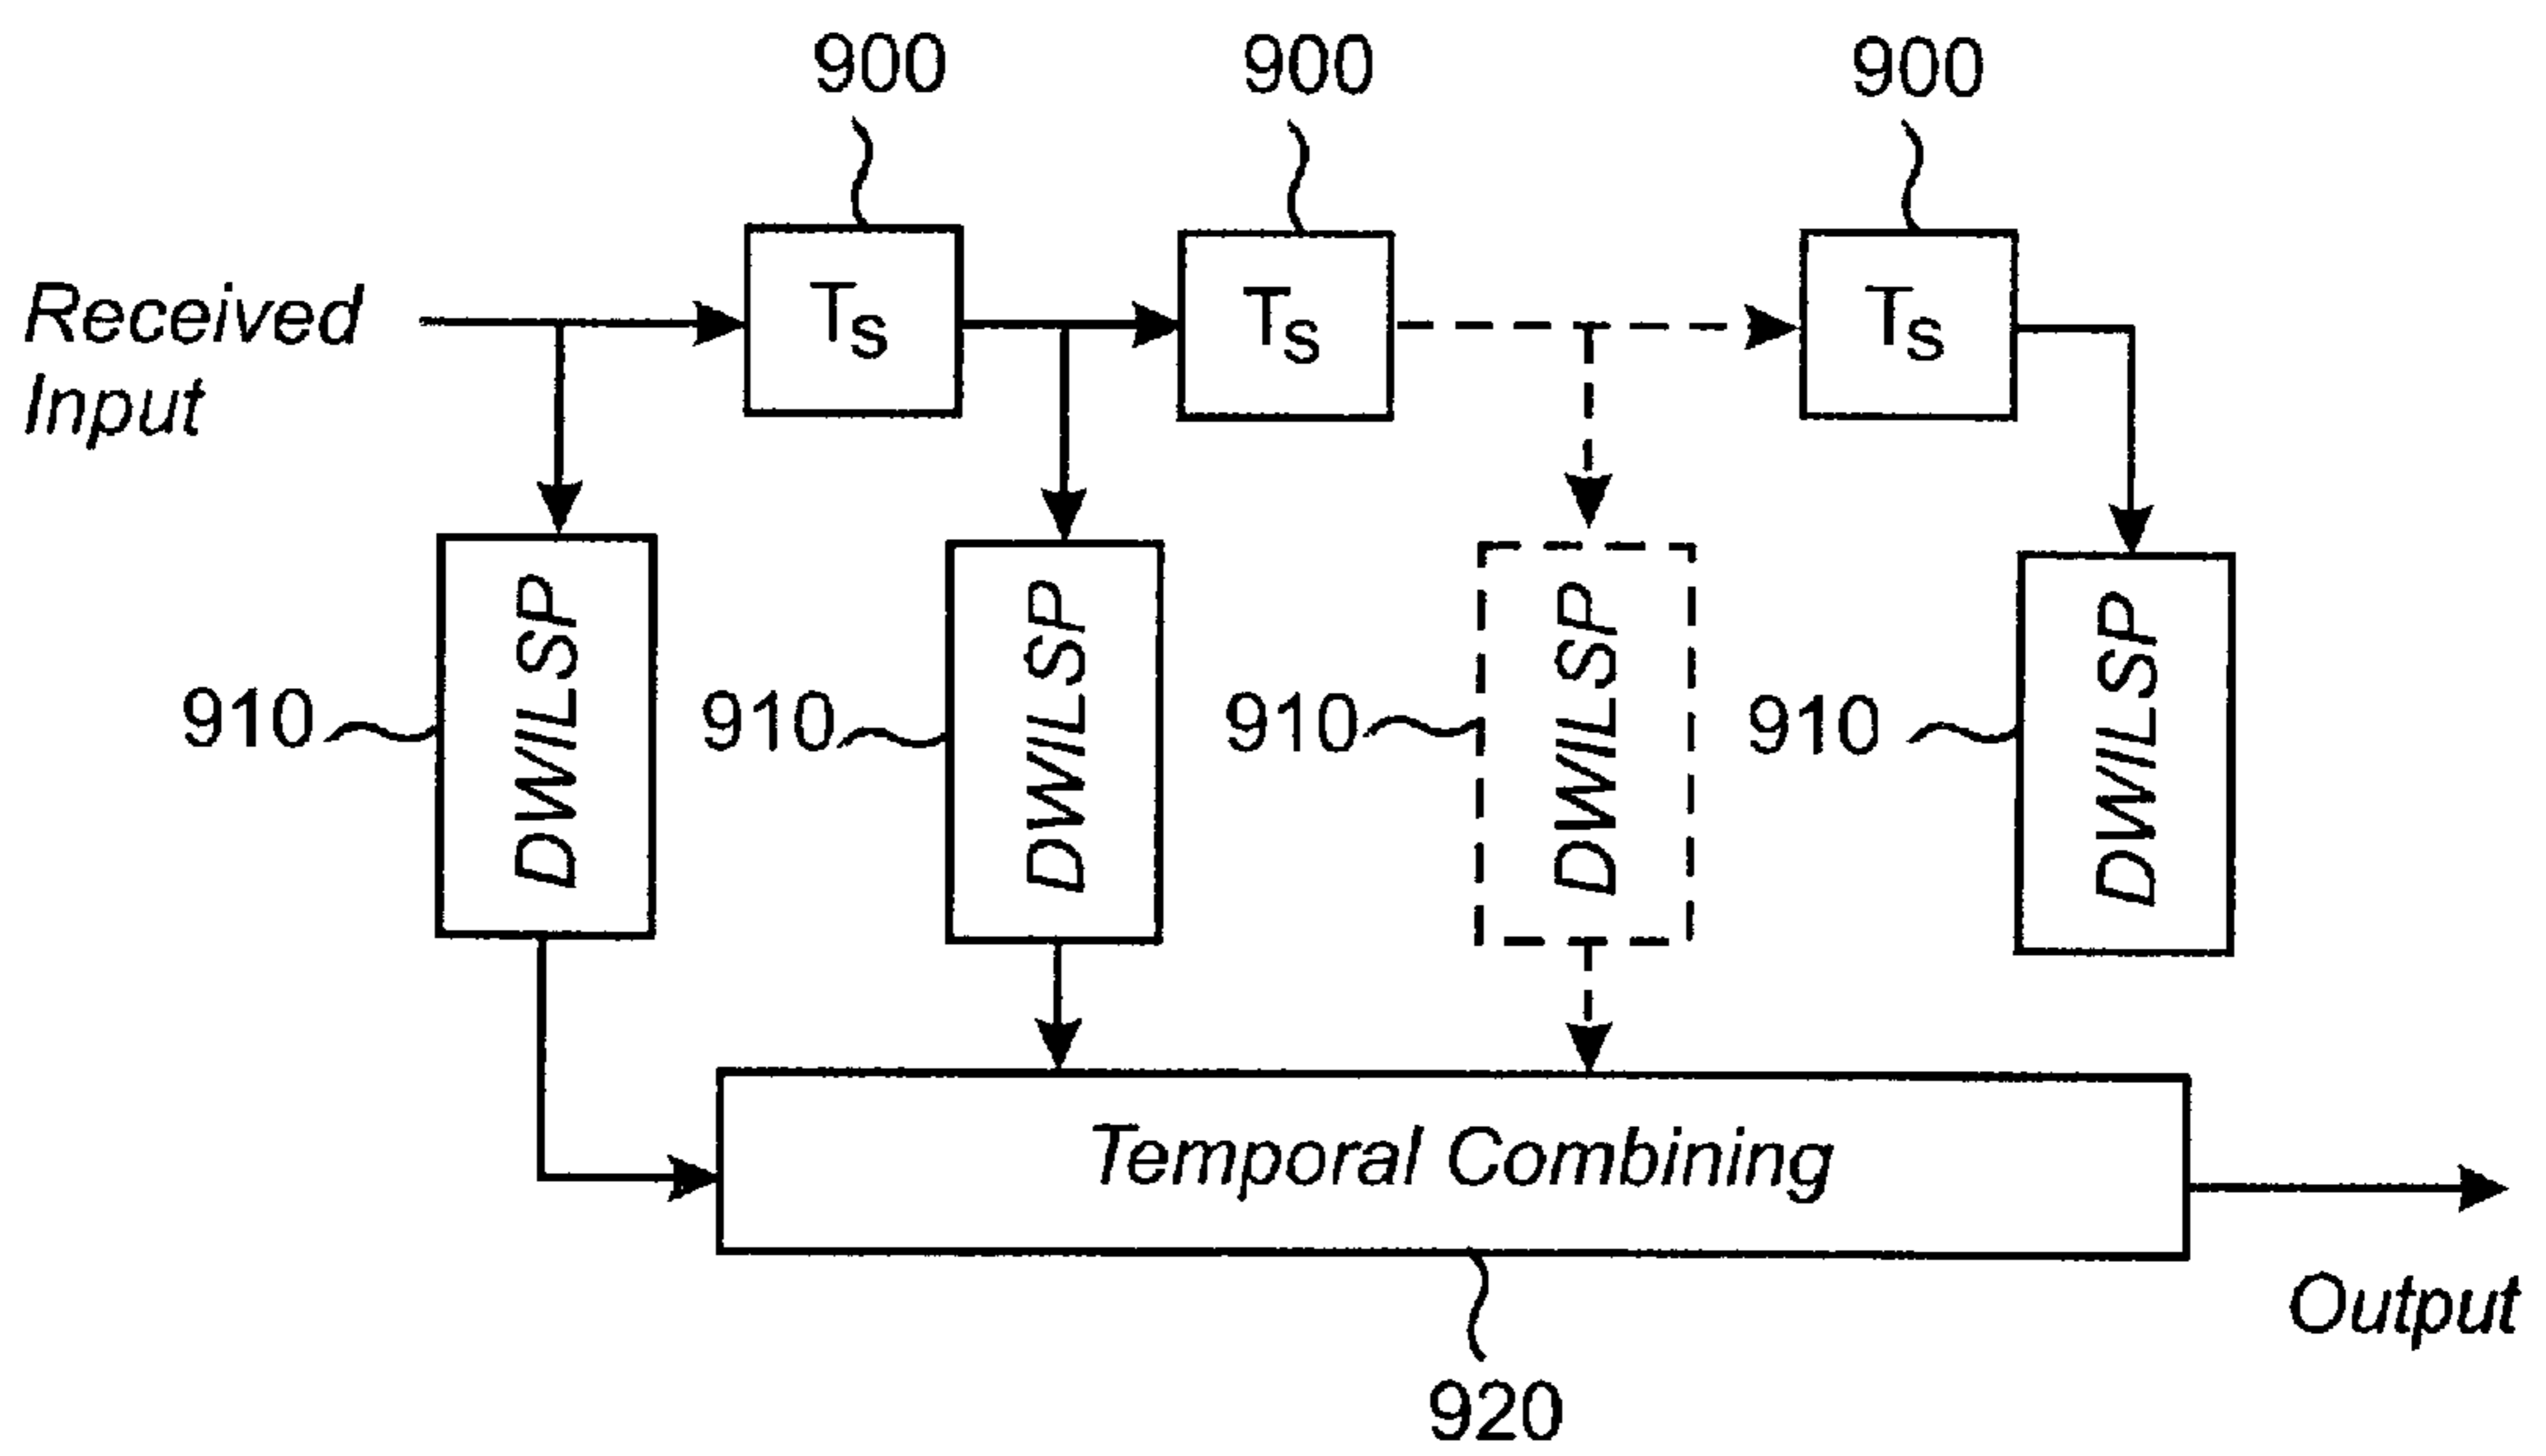 900 900 900
Received
Input
Ts Ts Ts
DWILSP DWILSP DWILSP DWILSP
910 910 910 910
Temporal Combining
Output
920